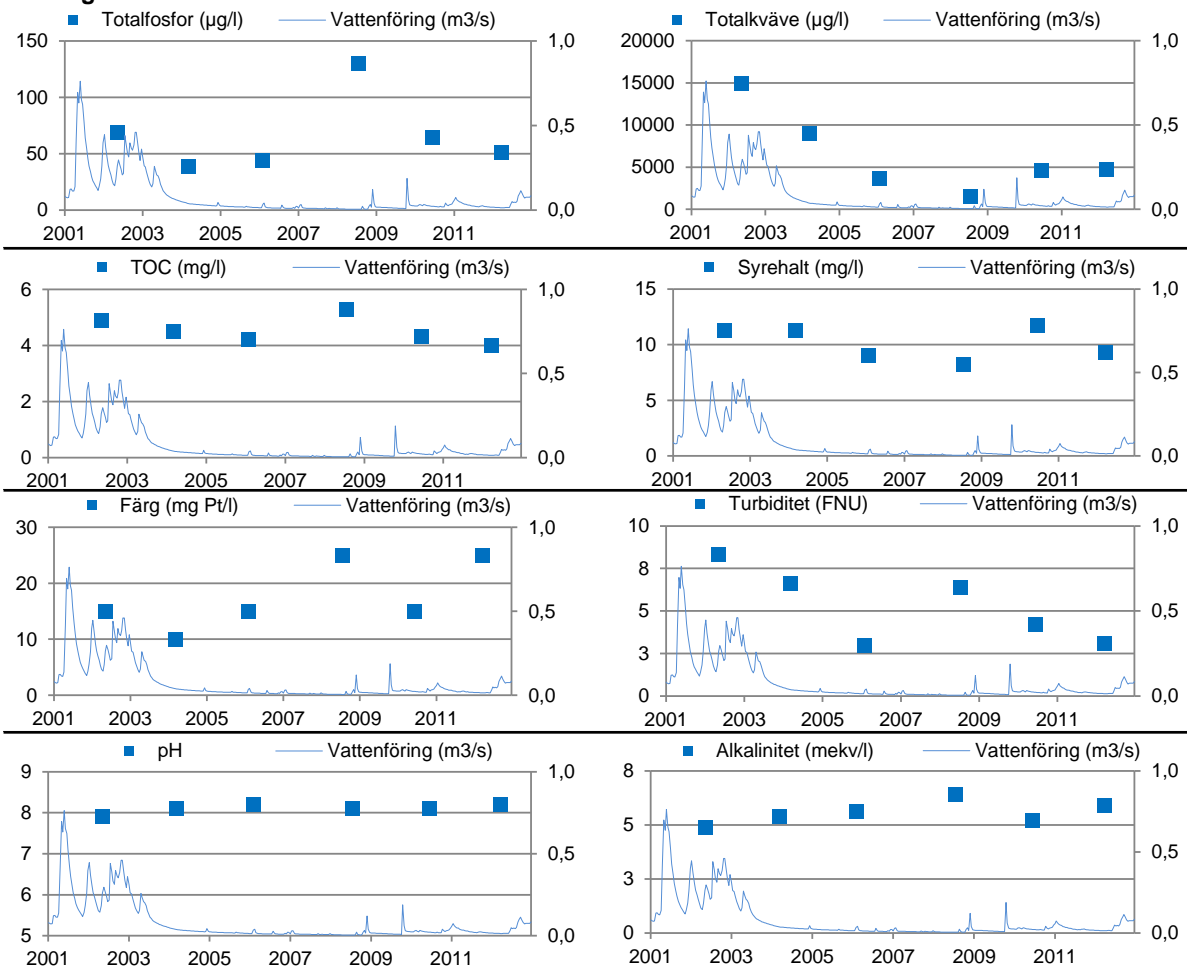 Totalfosfor (µg/l) Vattenföring (m3/s)
150 1,0
100
0,5
50
0 0,0
2001 2003 2005 2007 2009 2011
Totalkväve (µg/l) Vattenföring (m3/s)
20000 1,0
15000
10000 0,5
5000
0 0,0
2001 2003 2005 2007 2009 2011
TOC (mg/l) Vattenföring (m3/s)
6 1,0
4
0,5
2
0 0,0
2001 2003 2005 2007 2009 2011
Syrehalt (mg/l) Vattenföring (m3/s)
15 1,0
10
0,5
5
0 0,0
2001 2003 2005 2007 2009 2011
Färg (mg Pt/l) Vattenföring (m3/s)
30 1,0
20
0,5
10
0 0,0
2001 2003 2005 2007 2009 2011
Turbiditet (FNU) Vattenföring (m3/s)
10 1,0
8
5 0,5
3
0 0,0
2001 2003 2005 2007 2009 2011
pH Vattenföring (m3/s)
9 1,0
8
7 0,5
6
5 0,0
2001 2003 2005 2007 2009 2011
Alkalinitet (mekv/l) Vattenföring (m3/s)
8 1,0
5
0,5
3
0 0,0
2001 2003 2005 2007 2009 2011